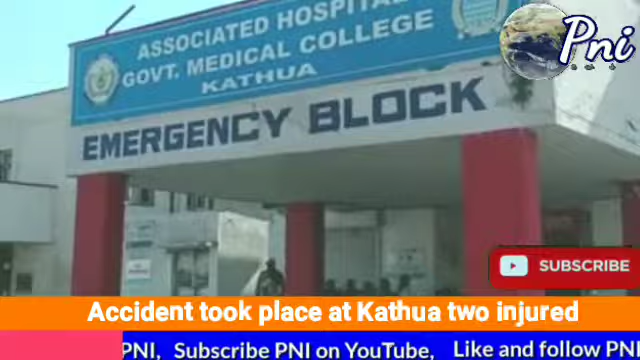 ASSOCIATED HOSPITAL
GOVT. MEDICAL COLLEGE
KATHUA
EMERGENCY BLOCK
Pni
SUBSCRIBE
Accident took place at Kathua two injured
PNI, Subscribe PNI on YouTube, Like and follow PNI